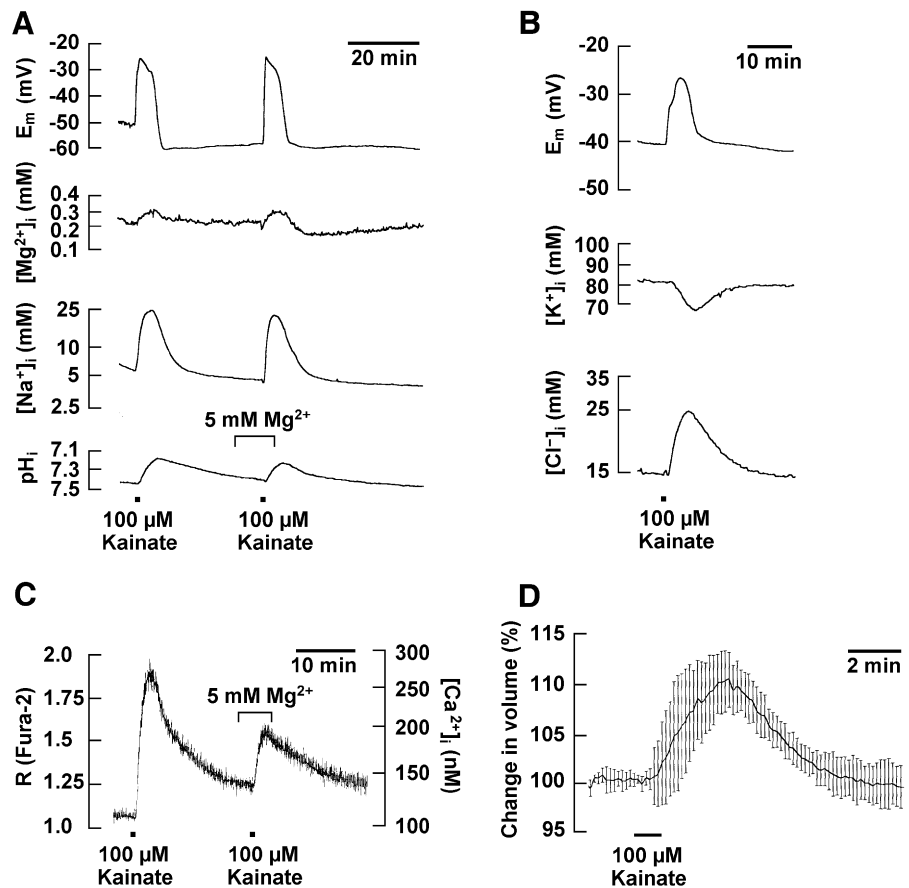 A
20 min
-20
-30
-40
-50
-60
Em (mV)
0.4
0.3
0.2
0.1
[Mg2+]i (mM)
25
10
5
2.5
[Na+]i (mM)
5 mM Mg2+
7.1
7.3
7.5
pHi
100 µM
Kainate
100 µM
Kainate
B
10 min
-20
-30
-40
-50
Em (mV)
100
90
80
70
[K+]i (mM)
35
25
15
[Cl−]i (mM)
100 µM
Kainate
C
10 min
2.0
1.75
1.5
1.25
1.0
R (Fura-2)
5 mM Mg2+
300
250
200
150
100
[Ca2+]i (nM)
100 µM
Kainate
100 µM
Kainate
D
2 min
115
110
105
100
95
Change in volume (%)
100 µM
Kainate